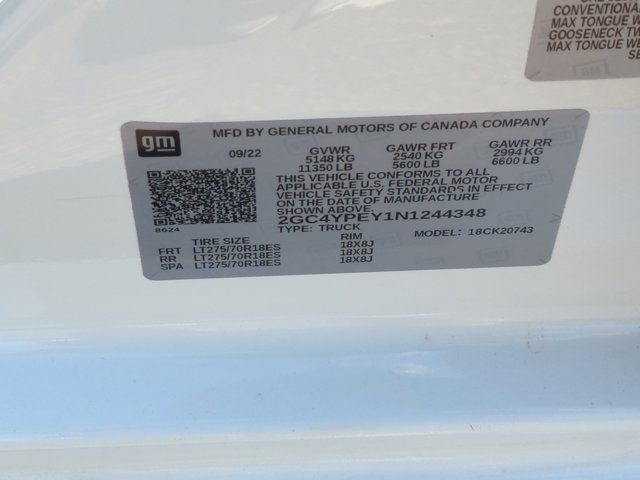 CONVENTIONAL
MAX TONGUE W
GOOSENECK TW
MAX TONGUE WE
SE
gm
MFD BY GENERAL MOTORS OF CANADA COMPANY
09/22 GVWR GAWR FRT GAWR RR
5148 KG 2540 KG 2994 KG
11350 LB 5600 LB 6600 LB
THIS VEHICLE CONFORMS TO ALL
APPLICABLE U.S. FEDERAL MOTOR
VEHICLE SAFETY STANDARDS IN EFFECT
ON THE DATE OF MANUFACTURE
SHOWN ABOVE
2GC4YPEY1N1244348
8624
TYPE: TRUCK MODEL: 18CK20743
TIRE SIZE RIM
FRT LT275/70R18ES 18X8J
RR LT275/70R18ES 18X8J
SPA LT275/70R18ES 18X8J